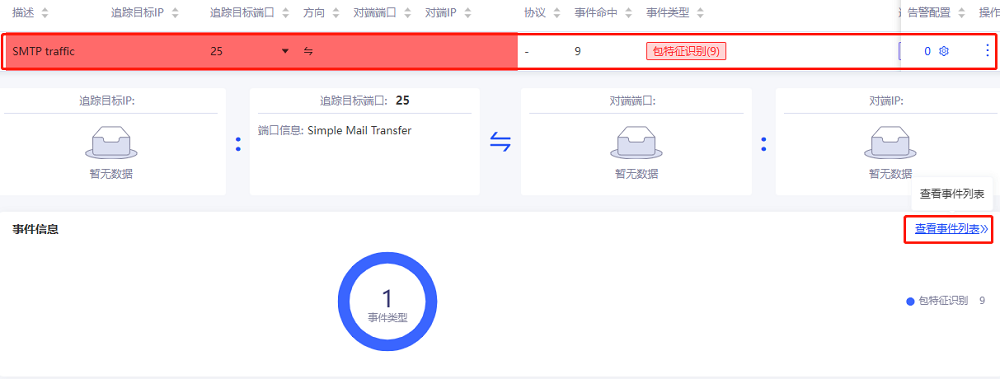 描述 追踪目标IP 追踪目标端口 方向 对端端口 对端IP 协议 事件命中 事件类型 告警配置 操作
SMTP traffic 25 - 9 包特征识别(9) 0
追踪目标IP: 追踪目标端口: 25 对端端口: 对端IP:
端口信息: Simple Mail Transfer
暂无数据 暂无数据 暂无数据
查看事件列表
事件信息 查看事件列表
1
事件类型
包特征识别 9